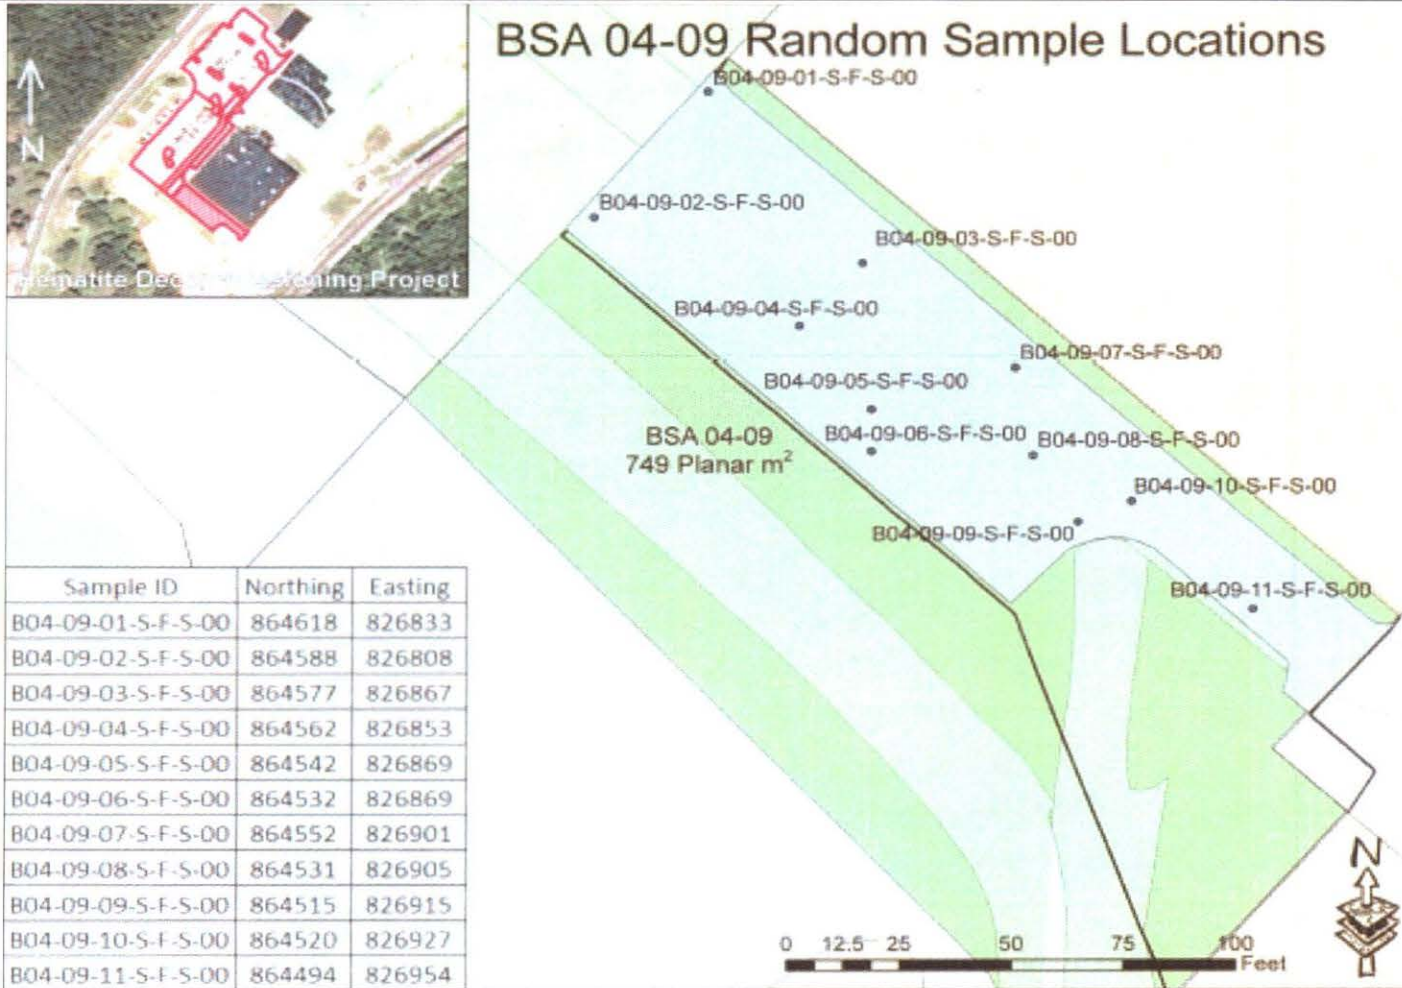 BSA 04-09 Random Sample Locations
N
Hematite Decommissioning Project
B04-09-01-S-F-S-00
B04-09-02-S-F-S-00
B04-09-03-S-F-S-00
B04-09-04-S-F-S-00
B04-09-07-S-F-S-00
B04-09-05-S-F-S-00
B04-09-06-S-F-S-00
B04-09-08-S-F-S-00
BSA 04-09
749 Planar m²
B04-09-10-S-F-S-00
B04-09-09-S-F-S-00
B04-09-11-S-F-S-00
Sample ID Northing Easting
B04-09-01-S-F-S-00 864618 826833
B04-09-02-S-F-S-00 864588 826808
B04-09-03-S-F-S-00 864577 826867
B04-09-04-S-F-S-00 864562 826853
B04-09-05-S-F-S-00 864542 826869
B04-09-06-S-F-S-00 864532 826869
B04-09-07-S-F-S-00 864552 826901
B04-09-08-S-F-S-00 864531 826905
B04-09-09-S-F-S-00 864515 826915
B04-09-10-S-F-S-00 864520 826927
B04-09-11-S-F-S-00 864494 826954
N
0 12.5 25 50 75 100
Feet